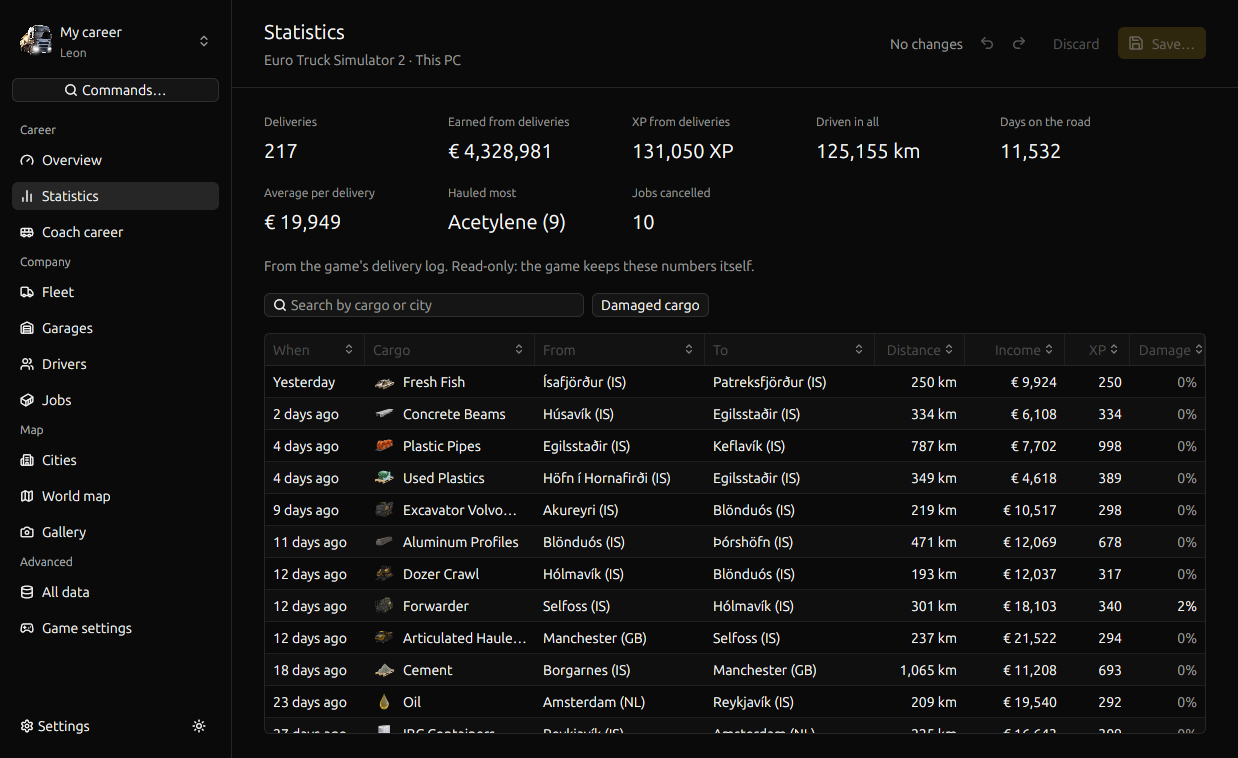 My career
Leon
Commands...
Career
Overview
Statistics
Coach career
Company
Fleet
Garages
Drivers
Jobs
Map
Cities
World map
Gallery
Advanced
All data
Game settings
Settings
Statistics
Euro Truck Simulator 2 · This PC
No changes
Discard
Save...
Deliveries Earned from deliveries XP from deliveries Driven in all Days on the road
217 € 4,328,981 131,050 XP 125,155 km 11,532
Average per delivery Hauled most Jobs cancelled
€ 19,949 Acetylene (9) 10
From the game's delivery log. Read-only: the game keeps these numbers itself.
Search by cargo or city
Damaged cargo
When Cargo From To Distance Income XP Damage
Yesterday Fresh Fish Ísafjörður (IS) Patreksfjörður (IS) 250 km € 9,924 250 0%
2 days ago Concrete Beams Húsavík (IS) Egilsstaðir (IS) 334 km € 6,108 334 0%
4 days ago Plastic Pipes Egilsstaðir (IS) Keflavík (IS) 787 km € 7,702 998 0%
4 days ago Used Plastics Höfn í Hornafirði (IS) Egilsstaðir (IS) 349 km € 4,618 389 0%
9 days ago Excavator Volvo... Akureyri (IS) Blönduós (IS) 219 km € 10,517 298 0%
11 days ago Aluminum Profiles Blönduós (IS) Þórshöfn (IS) 471 km € 12,069 678 0%
12 days ago Dozer Crawl Hólmavík (IS) Blönduós (IS) 193 km € 12,037 317 0%
12 days ago Forwarder Selfoss (IS) Hólmavík (IS) 301 km € 18,103 340 2%
12 days ago Articulated Haule... Manchester (GB) Selfoss (IS) 237 km € 21,522 294 0%
18 days ago Cement Borgarnes (IS) Manchester (GB) 1,065 km € 11,208 693 0%
23 days ago Oil Amsterdam (NL) Reykjavík (IS) 209 km € 19,540 292 0%
27 days ago IBC Containers Reykjavík (IS) Amsterdam (NL)